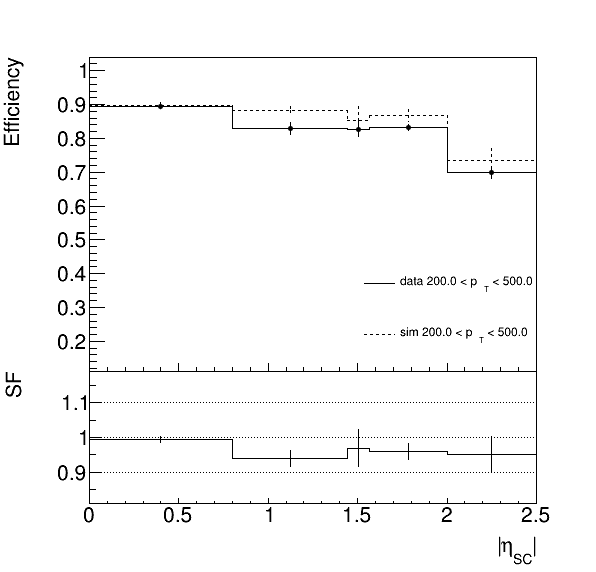 Efficiency
1
0.9
0.8
0.7
0.6
0.5
0.4
0.3
0.2
data 200.0 < p_T < 500.0
sim 200.0 < p_T < 500.0
SF
1.1
1
0.9
0 0.5 1 1.5 2 2.5
|η_SC|